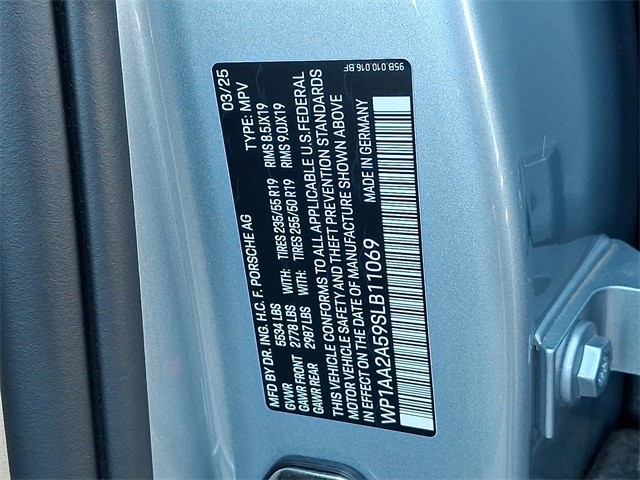 MFD BY DR. ING. H.C. F. PORSCHE AG 03/25
GVWR 5534 LBS TYPE: MPV
GAWR FRONT 2778 LBS WITH: TIRES 235/55 R19 RIMS 8.5JX19
GAWR REAR 2987 LBS WITH: TIRES 255/50 R19 RIMS 9.0JX19
THIS VEHICLE CONFORMS TO ALL APPLICABLE U.S. FEDERAL
MOTOR VEHICLE SAFETY AND THEFT PREVENTION STANDARDS
IN EFFECT ON THE DATE OF MANUFACTURE SHOWN ABOVE
MADE IN GERMANY
WP1AA2A59SLB11069
95B.010.016.BF